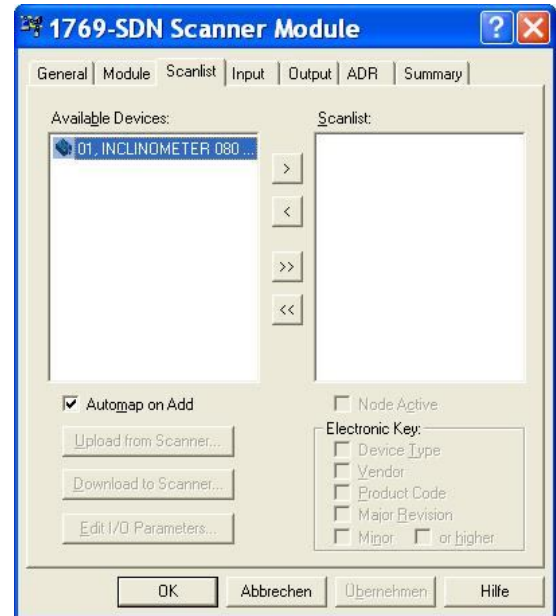 1769-SDN Scanner Module
General Module Scanlist Input Output ADR Summary
Available Devices:
Scanlist:
01, INCLINOMETER 080 ...
>
<
>>
<<
Automap on Add
Node Active
Upload from Scanner...
Electronic Key:
Device Type
Download to Scanner...
Vendor
Product Code
Edit I/O Parameters...
Major Revision
Minor or higher
OK Abbrechen Übernehmen Hilfe